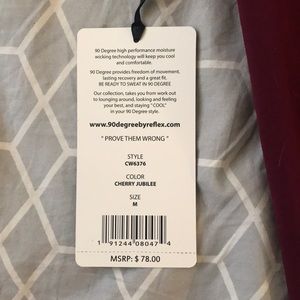 90 Degree high performance moisture
wicking technology will keep you cool
and comfortable.
90 Degree provides freedom of movement.
lasting recovery and a great fit.
BE READY TO SWEAT IN 90 DEGREE
Our collection, takes you from work out
to lounging around, looking and feeling
your best, and staying "COOL"
in your 90 Degree style.
www.90degreebyreflex.com
" PROVE THEM WRONG "
STYLE
CW6376
COLOR
CHERRY JUBILEE
SIZE
M
1 91244 08047 4
MSRP: $ 78.00